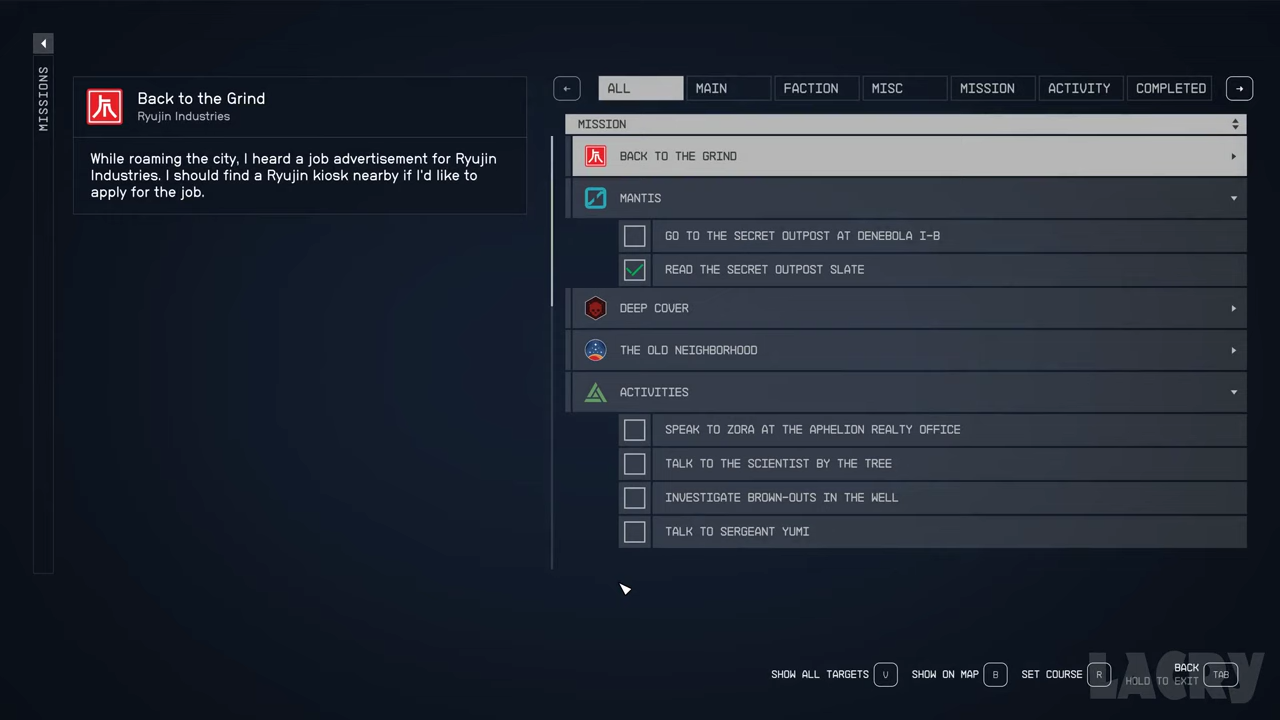 MISSIONS
Back to the Grind
Ryujin Industries
While roaming the city, I heard a job advertisement for Ryujin
Industries. I should find a Ryujin kiosk nearby if I'd like to
apply for the job.
ALL MAIN FACTION MISC MISSION ACTIVITY COMPLETED
MISSION
BACK TO THE GRIND
MANTIS
GO TO THE SECRET OUTPOST AT DENEBOLA I-B
READ THE SECRET OUTPOST SLATE
DEEP COVER
THE OLD NEIGHBORHOOD
ACTIVITIES
SPEAK TO ZORA AT THE APHELION REALTY OFFICE
TALK TO THE SCIENTIST BY THE TREE
INVESTIGATE BROWN-OUTS IN THE WELL
TALK TO SERGEANT YUMI
SHOW ALL TARGETS V SHOW ON MAP B SET COURSE R BACK TAB
HOLD TO EXIT
LACRY